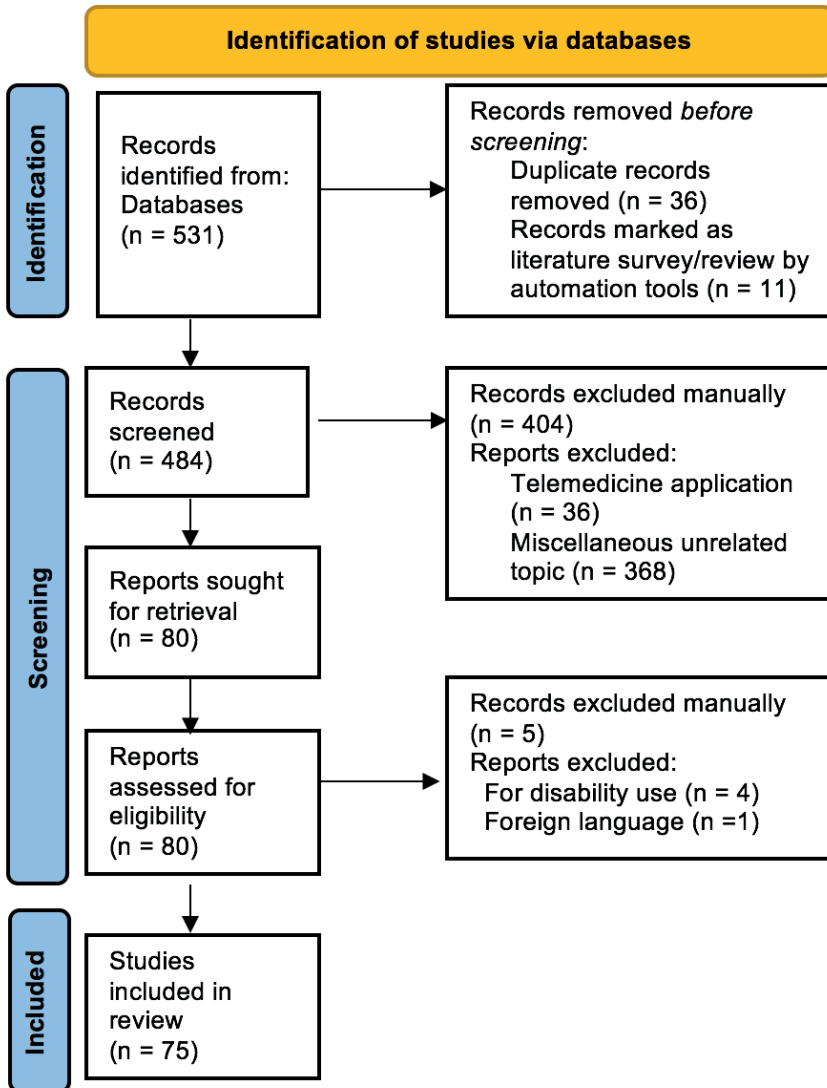 Identification of studies via databases
Identification
Records
identified from:
Databases
(n = 531)
Records removed before
screening:
Duplicate records
removed (n = 36)
Records marked as
literature survey/review by
automation tools (n = 11)
Screening
Records
screened
(n = 484)
Records excluded manually
(n = 404)
Reports excluded:
Telemedicine application
(n = 36)
Miscellaneous unrelated
topic (n = 368)
Reports sought
for retrieval
(n = 80)
Reports
assessed for
eligibility
(n = 80)
Records excluded manually
(n = 5)
Reports excluded:
For disability use (n = 4)
Foreign language (n =1)
Included
Studies
included in
review
(n = 75)